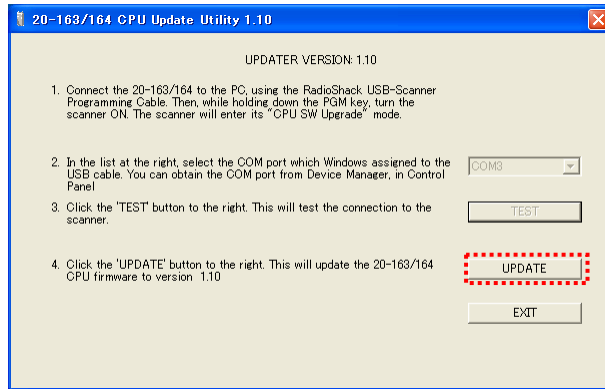 20-163/164 CPU Update Utility 1.10
UPDATER VERSION: 1.10
1. Connect the 20-163/164 to the PC, using the RadioShack USB-Scanner
Programming Cable. Then, while holding down the PGM key, turn the
scanner ON. The scanner will enter its "CPU SW Upgrade" mode.
2. In the list at the right, select the COM port which Windows assigned to the
USB cable. You can obtain the COM port from Device Manager, in Control
Panel
COM3
3. Click the 'TEST' button to the right. This will test the connection to the
scanner.
TEST
4. Click the 'UPDATE' button to the right. This will update the 20-163/164
CPU firmware to version 1.10
UPDATE
EXIT